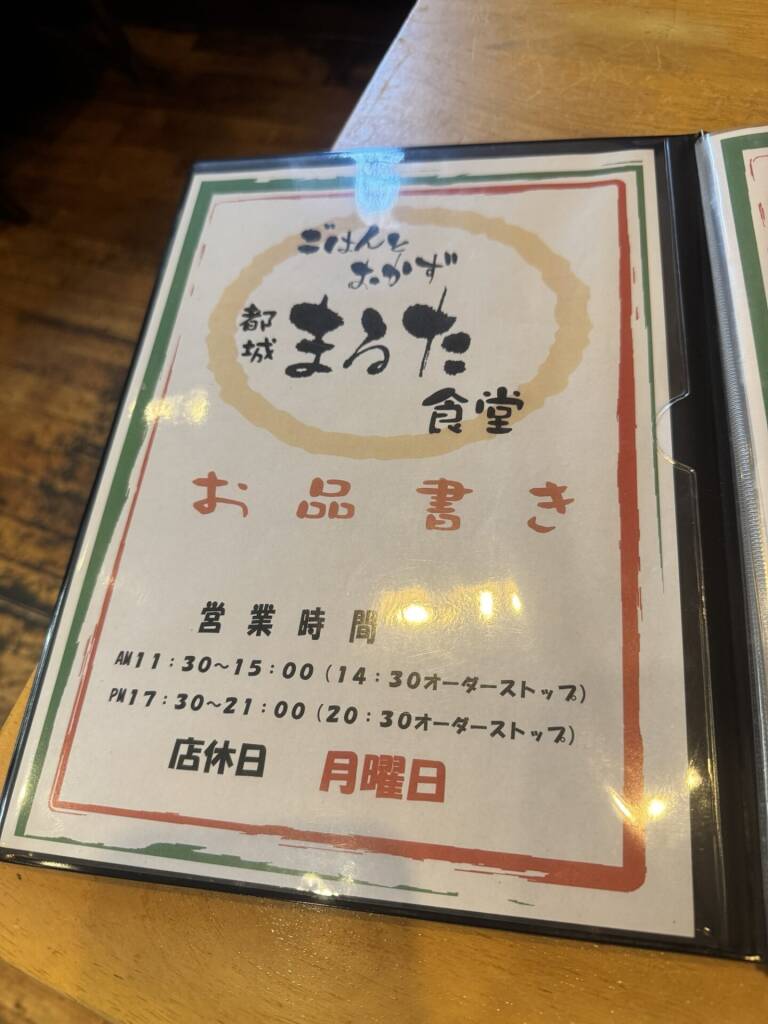 ごはんと
おかず
都城
まるた
食堂
お品書き
営業時間
AM11：30～15：00（14：30オーダーストップ）
PM17：30～21：00（20：30オーダーストップ）
店休日 月曜日